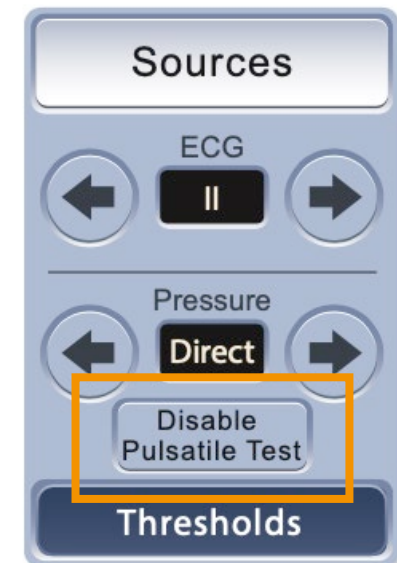 Sources
ECG
II
Pressure
Direct
Disable
Pulsatile Test
Thresholds